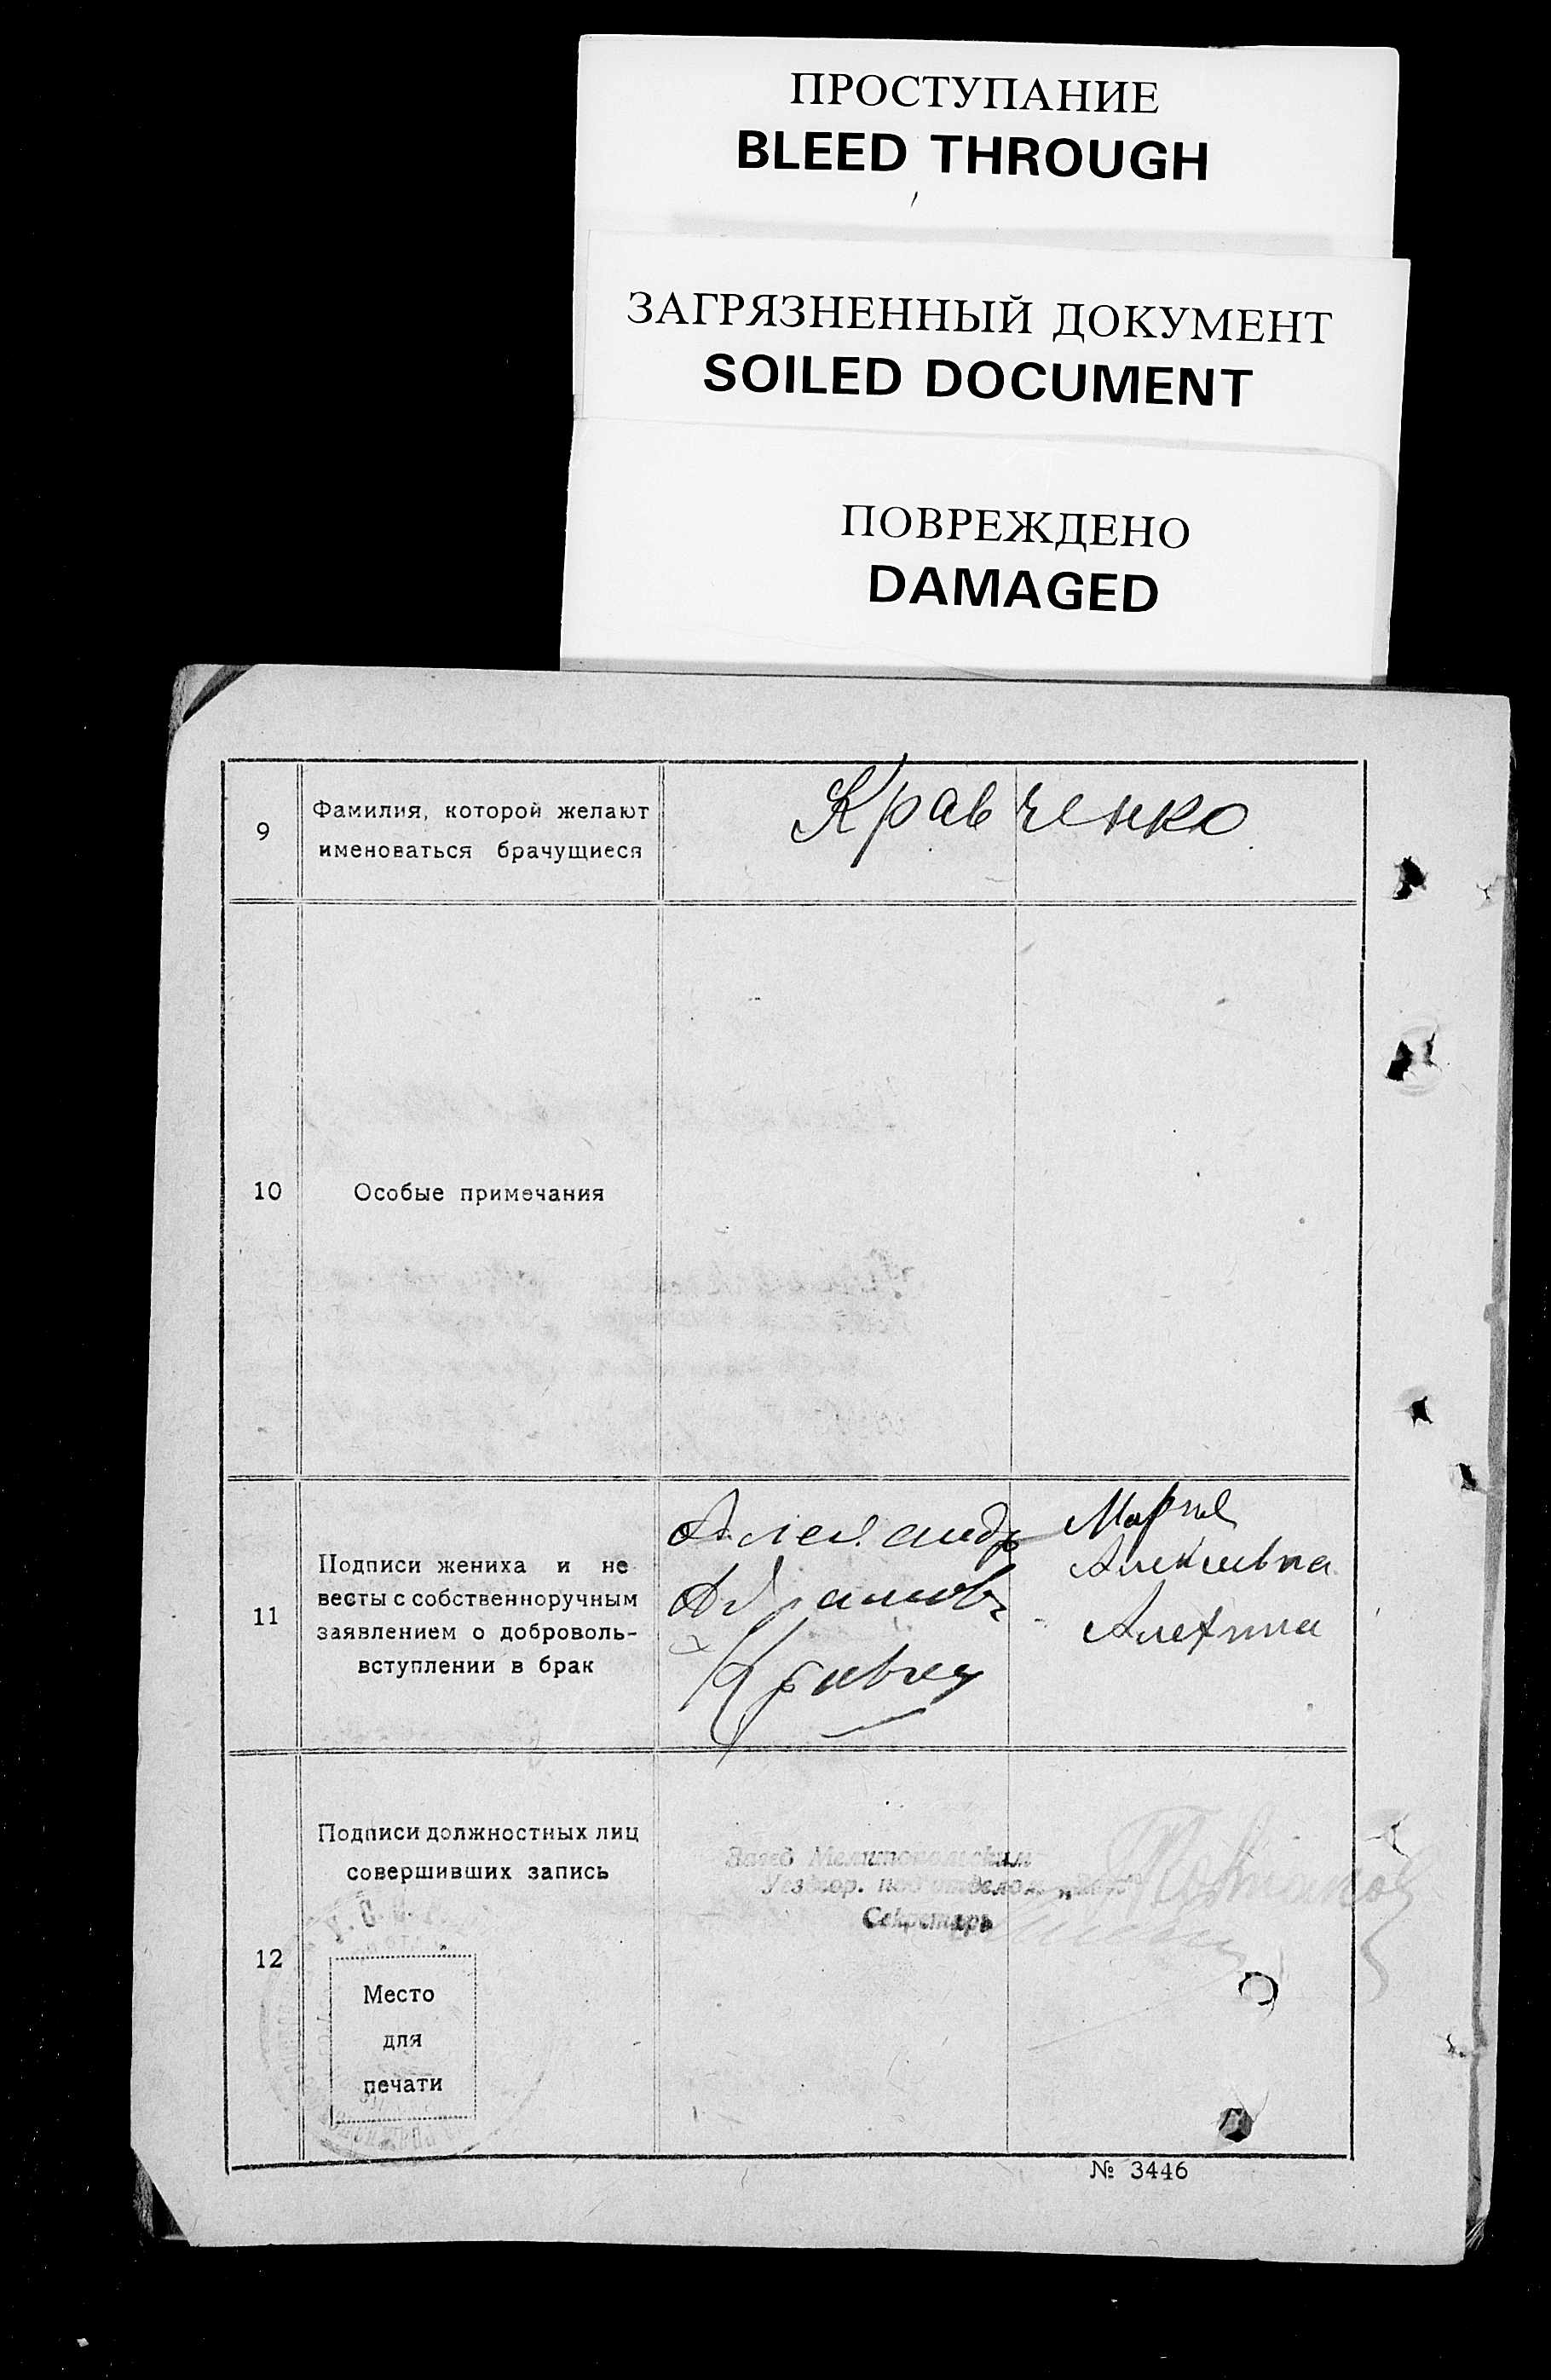 ПРОСТУПАНИЕ
BLEED THROUGH
ЗАГРЯЗНЕННЫЙ ДОКУМЕНТ
SOILED DOCUMENT
ПОВРЕЖДЕНО
DAMAGED
9
Фамилия, которой желают
именоваться брачущиеся
Кравченко
10
Особые примечания
11
Подписи жениха и не
весты с собственноручным
заявлением о доброволь-
вступлении в брак
Александр
Мария
Алексеевна
Алехина
12
Подписи должностных лиц
совершивших запись
Завед Мелитопольским
Секретарь
Место
для
печати
№ 3446